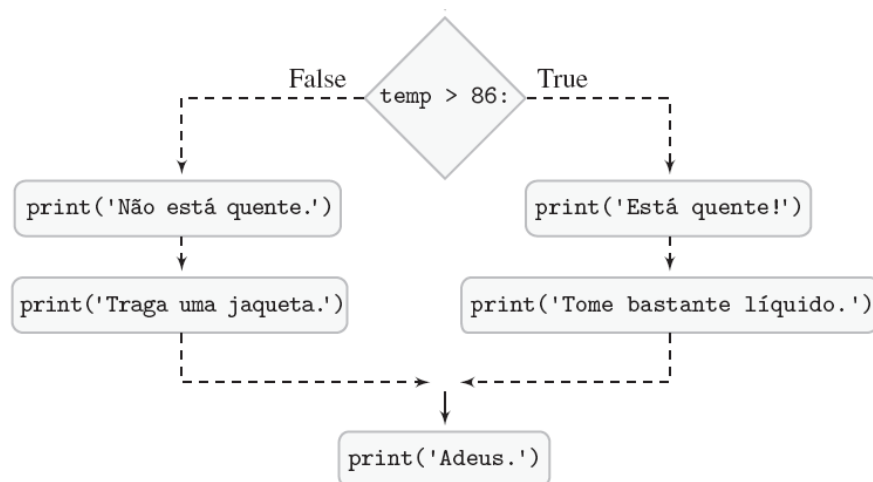 False
temp > 86:
True
print('Não está quente.')
print('Está quente!')
print('Traga uma jaqueta.')
print('Tome bastante líquido.')
print('Adeus.')